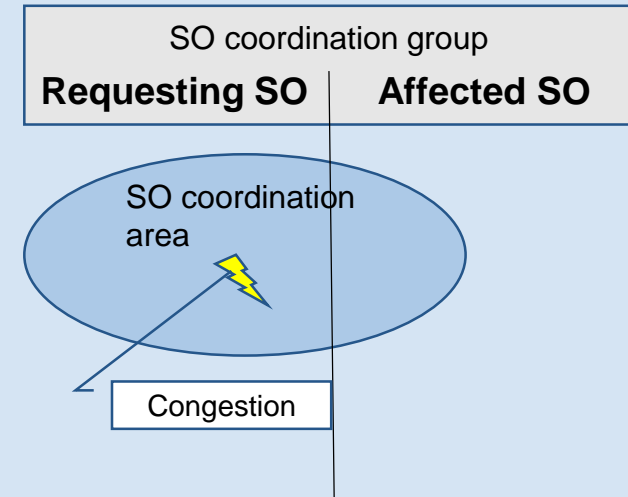 SO coordination group
Requesting SO Affected SO
SO coordination
area
Congestion